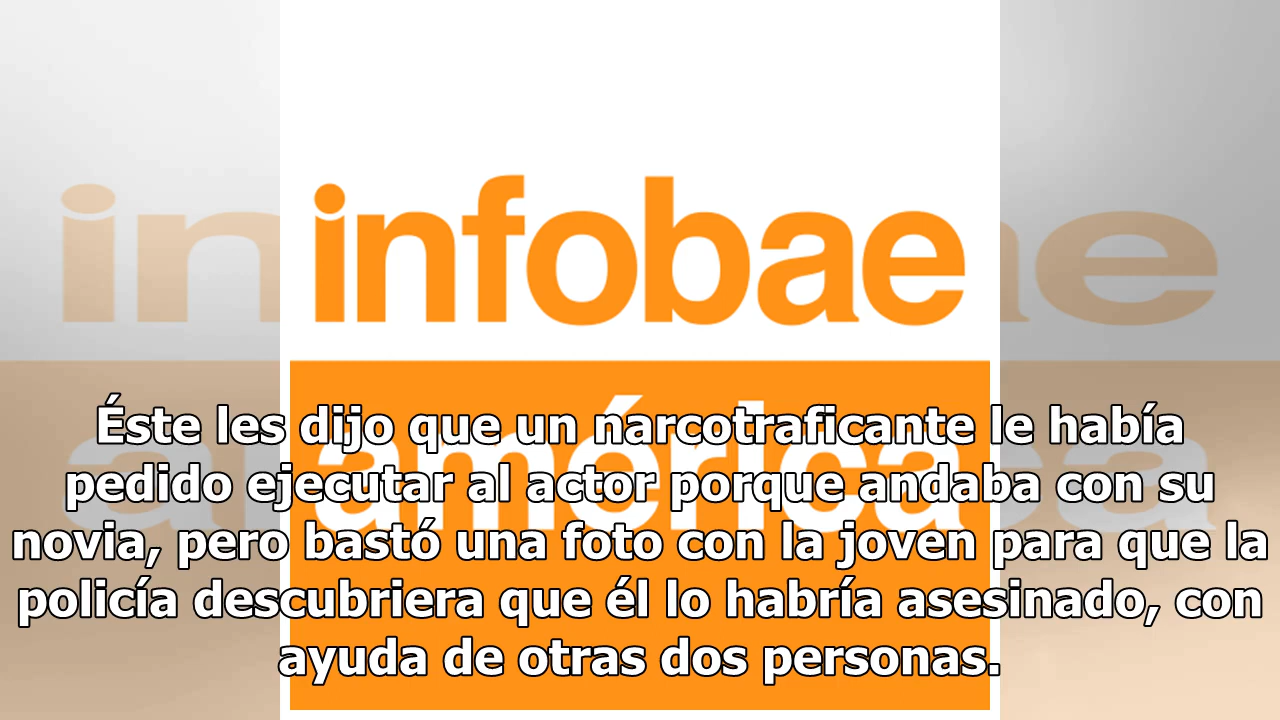 infobae
américa
Éste les dijo que un narcotraficante le había
pedido ejecutar al actor porque andaba con su
novia, pero bastó una foto con la joven para que la
policía descubriera que él lo habría asesinado, con
ayuda de otras dos personas.